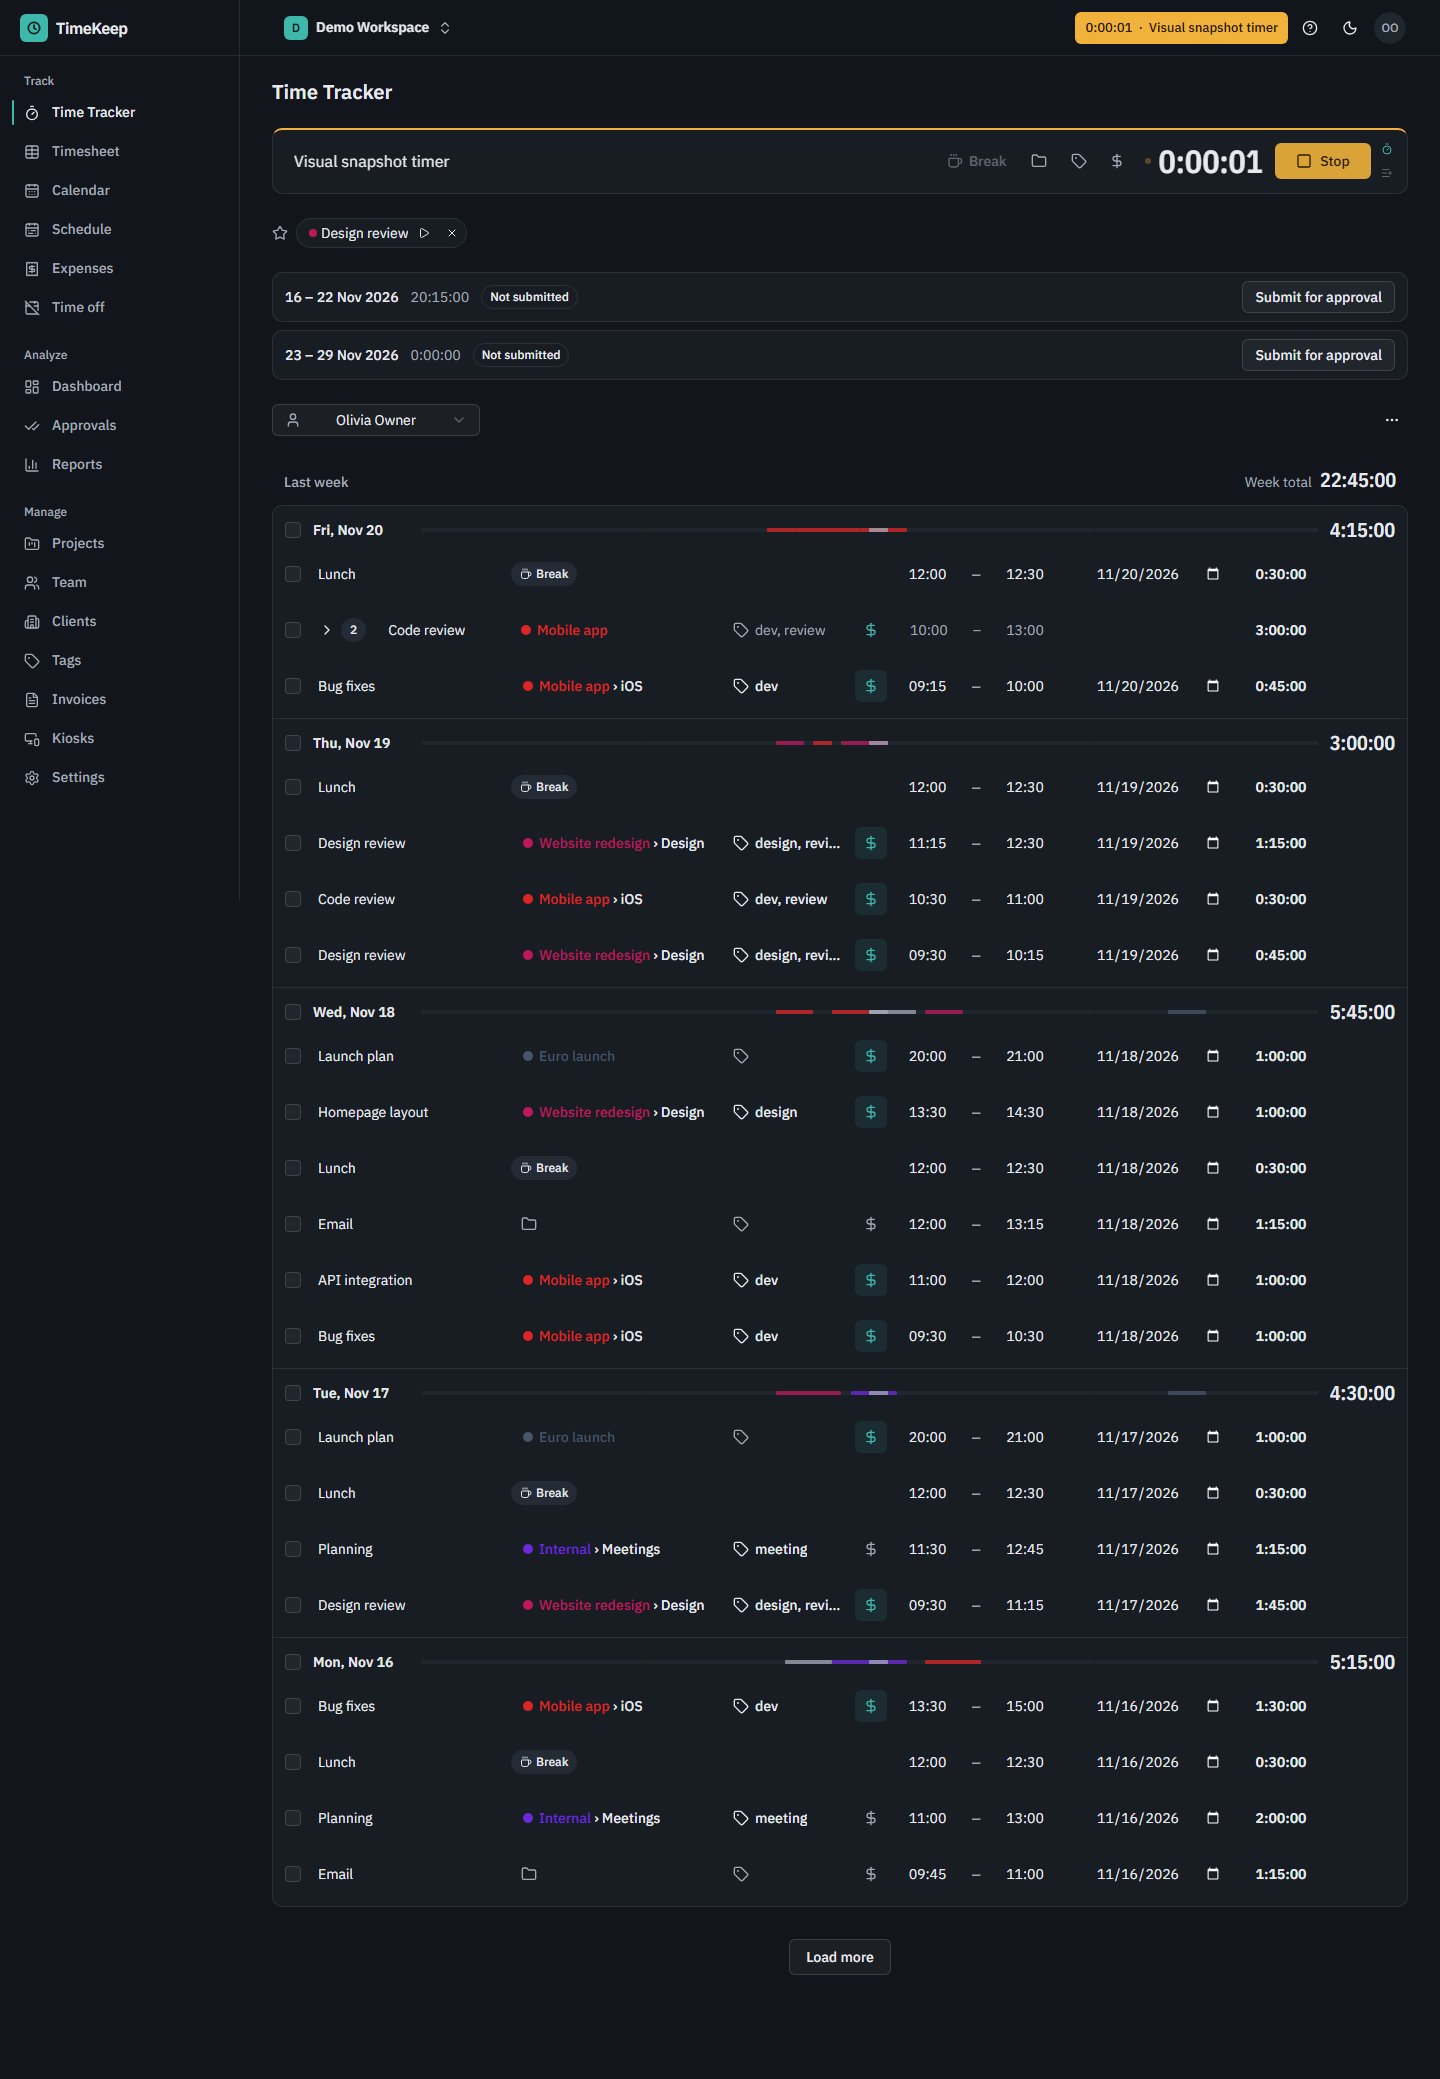 TimeKeep
D Demo Workspace
0:00:01 · Visual snapshot timer
OO
Track
Time Tracker
Timesheet
Calendar
Schedule
Expenses
Time off
Analyze
Dashboard
Approvals
Reports
Manage
Projects
Team
Clients
Tags
Invoices
Kiosks
Settings
Time Tracker
Visual snapshot timer Break 0:00:01 Stop
Design review
16 – 22 Nov 2026 20:15:00 Not submitted Submit for approval
23 – 29 Nov 2026 0:00:00 Not submitted Submit for approval
Olivia Owner
Last week Week total 22:45:00
Fri, Nov 20 4:15:00
Lunch Break 12:00 – 12:30 11/20/2026 0:30:00
2 Code review Mobile app dev, review $ 10:00 – 13:00 3:00:00
Bug fixes Mobile app › iOS dev $ 09:15 – 10:00 11/20/2026 0:45:00
Thu, Nov 19 3:00:00
Lunch Break 12:00 – 12:30 11/19/2026 0:30:00
Design review Website redesign › Design design, revi... $ 11:15 – 12:30 11/19/2026 1:15:00
Code review Mobile app › iOS dev, review $ 10:30 – 11:00 11/19/2026 0:30:00
Design review Website redesign › Design design, revi... $ 09:30 – 10:15 11/19/2026 0:45:00
Wed, Nov 18 5:45:00
Launch plan Euro launch $ 20:00 – 21:00 11/18/2026 1:00:00
Homepage layout Website redesign › Design design $ 13:30 – 14:30 11/18/2026 1:00:00
Lunch Break 12:00 – 12:30 11/18/2026 0:30:00
Email $ 12:00 – 13:15 11/18/2026 1:15:00
API integration Mobile app › iOS dev $ 11:00 – 12:00 11/18/2026 1:00:00
Bug fixes Mobile app › iOS dev $ 09:30 – 10:30 11/18/2026 1:00:00
Tue, Nov 17 4:30:00
Launch plan Euro launch $ 20:00 – 21:00 11/17/2026 1:00:00
Lunch Break 12:00 – 12:30 11/17/2026 0:30:00
Planning Internal › Meetings meeting $ 11:30 – 12:45 11/17/2026 1:15:00
Design review Website redesign › Design design, revi... $ 09:30 – 11:15 11/17/2026 1:45:00
Mon, Nov 16 5:15:00
Bug fixes Mobile app › iOS dev $ 13:30 – 15:00 11/16/2026 1:30:00
Lunch Break 12:00 – 12:30 11/16/2026 0:30:00
Planning Internal › Meetings meeting $ 11:00 – 13:00 11/16/2026 2:00:00
Email $ 09:45 – 11:00 11/16/2026 1:15:00
Load more